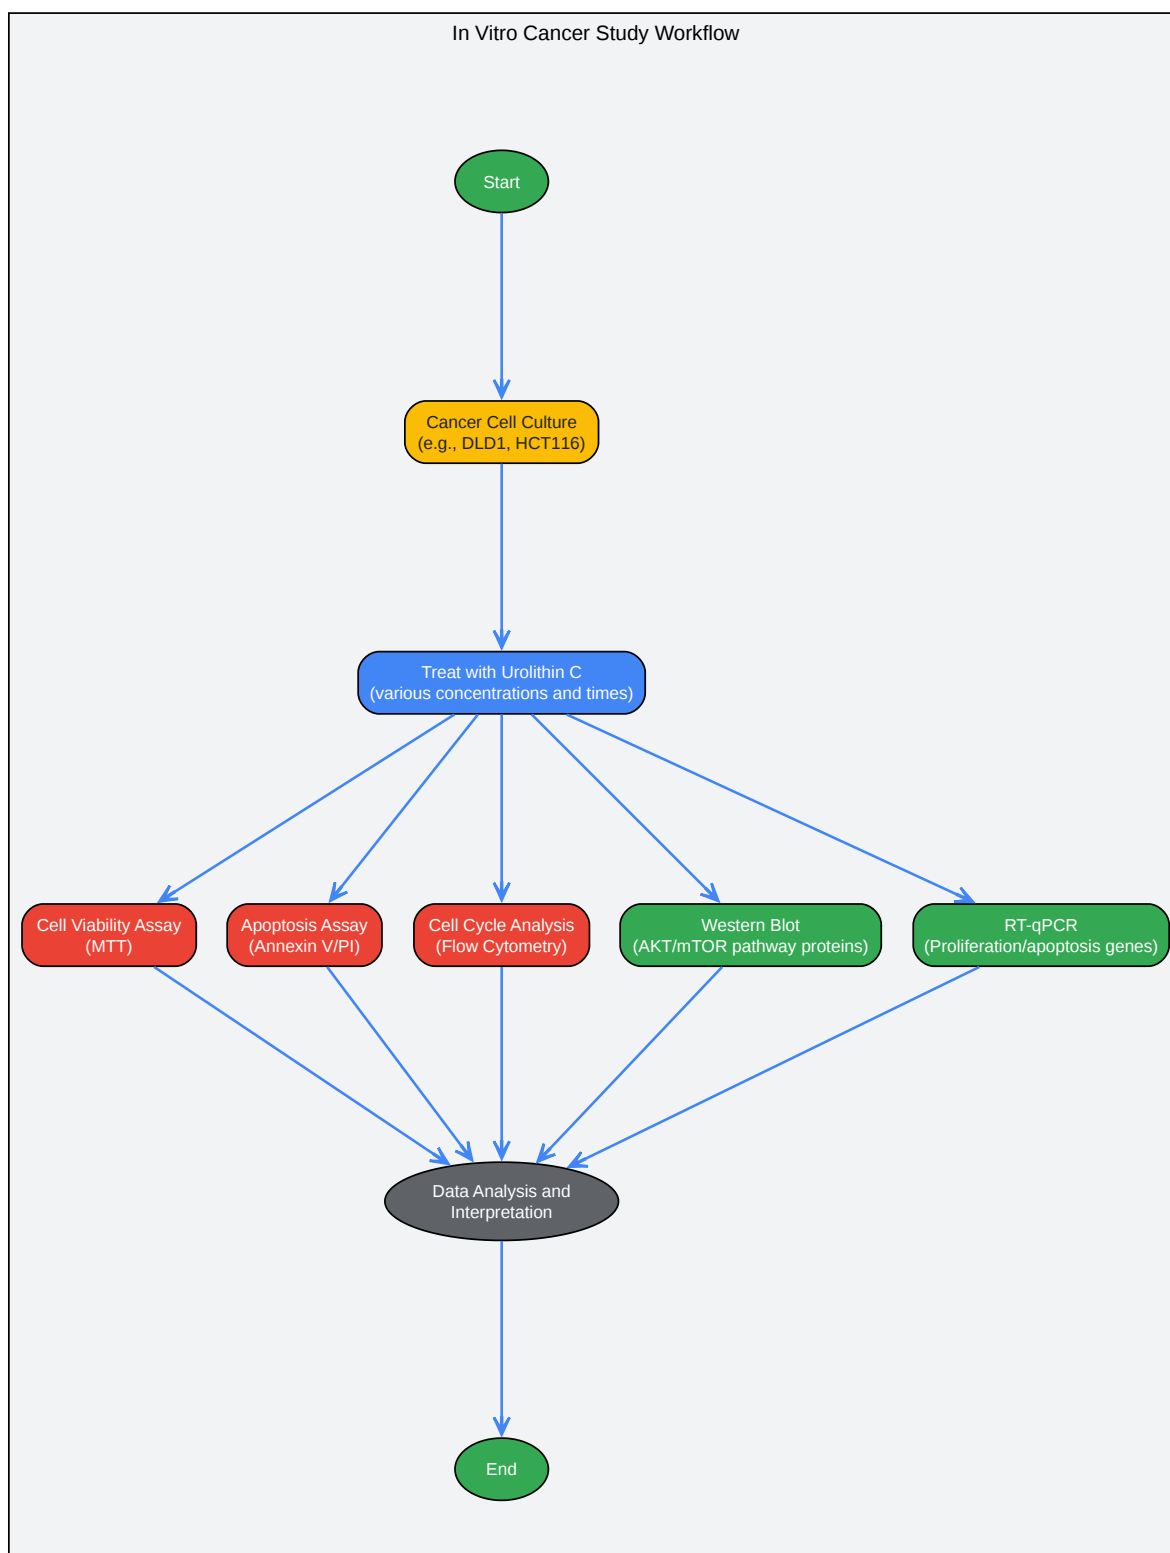 In Vitro Cancer Study Workflow
Start
Cancer Cell Culture
(e.g., DLD1, HCT116)
Treat with Urolithin C
(various concentrations and times)
Cell Viability Assay
(MTT)
Apoptosis Assay
(Annexin V/PI)
Cell Cycle Analysis
(Flow Cytometry)
Western Blot
(AKT/mTOR pathway proteins)
RT-qPCR
(Proliferation/apoptosis genes)
Data Analysis and
Interpretation
End